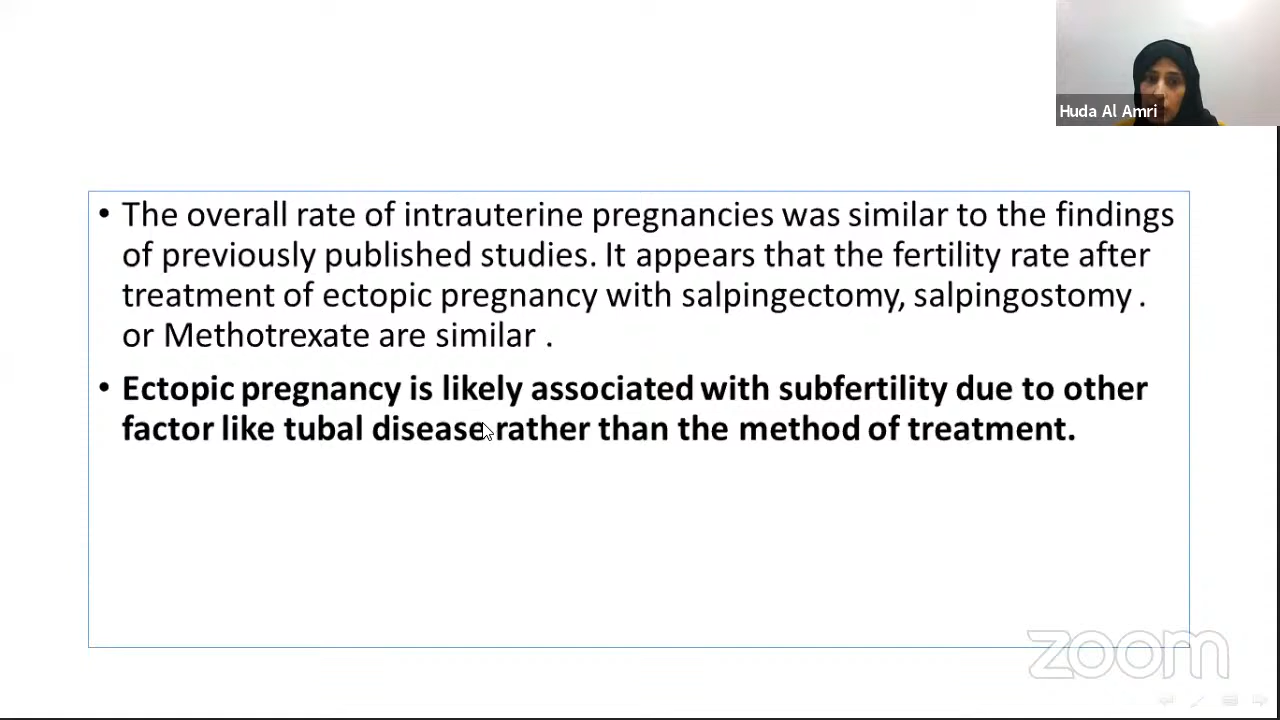 Huda Al Amri
• The overall rate of intrauterine pregnancies was similar to the findings
of previously published studies. It appears that the fertility rate after
treatment of ectopic pregnancy with salpingectomy, salpingostomy .
or Methotrexate are similar .
• Ectopic pregnancy is likely associated with subfertility due to other
factor like tubal disease rather than the method of treatment.
zoom